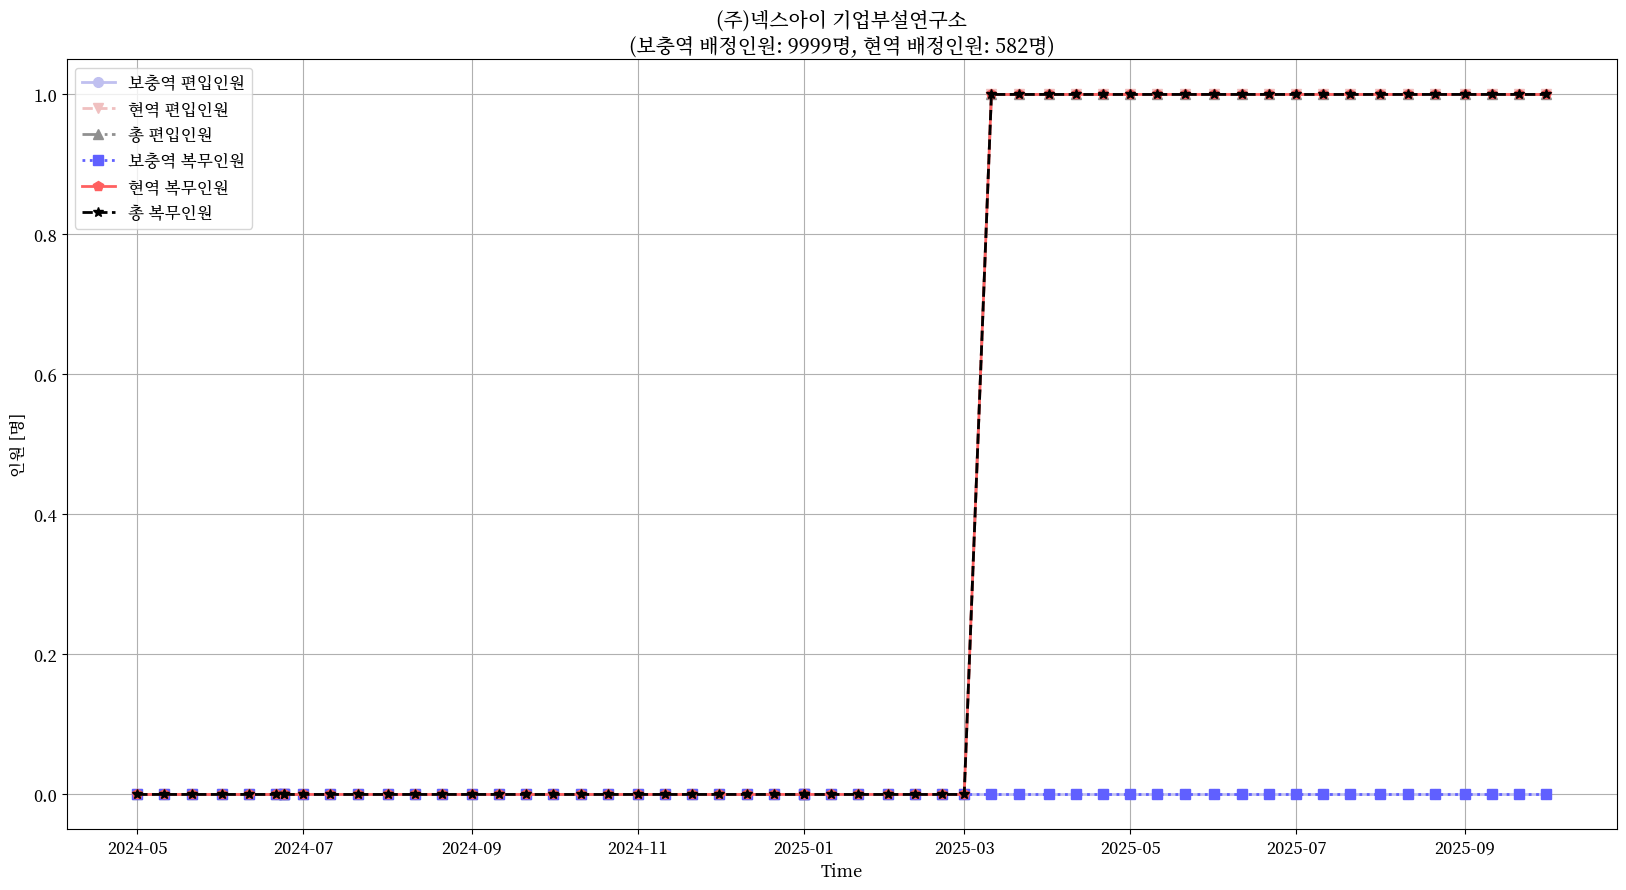 (주)넥스아이 기업부설연구소
(보충역 배정인원: 9999명, 현역 배정인원: 582명)
보충역 편입인원
현역 편입인원
총 편입인원
보충역 복무인원
현역 복무인원
총 복무인원
1.0
0.8
0.6
0.4
0.2
0.0
인원 [명]
2024-05
2024-07
2024-09
2024-11
2025-01
2025-03
2025-05
2025-07
2025-09
Time